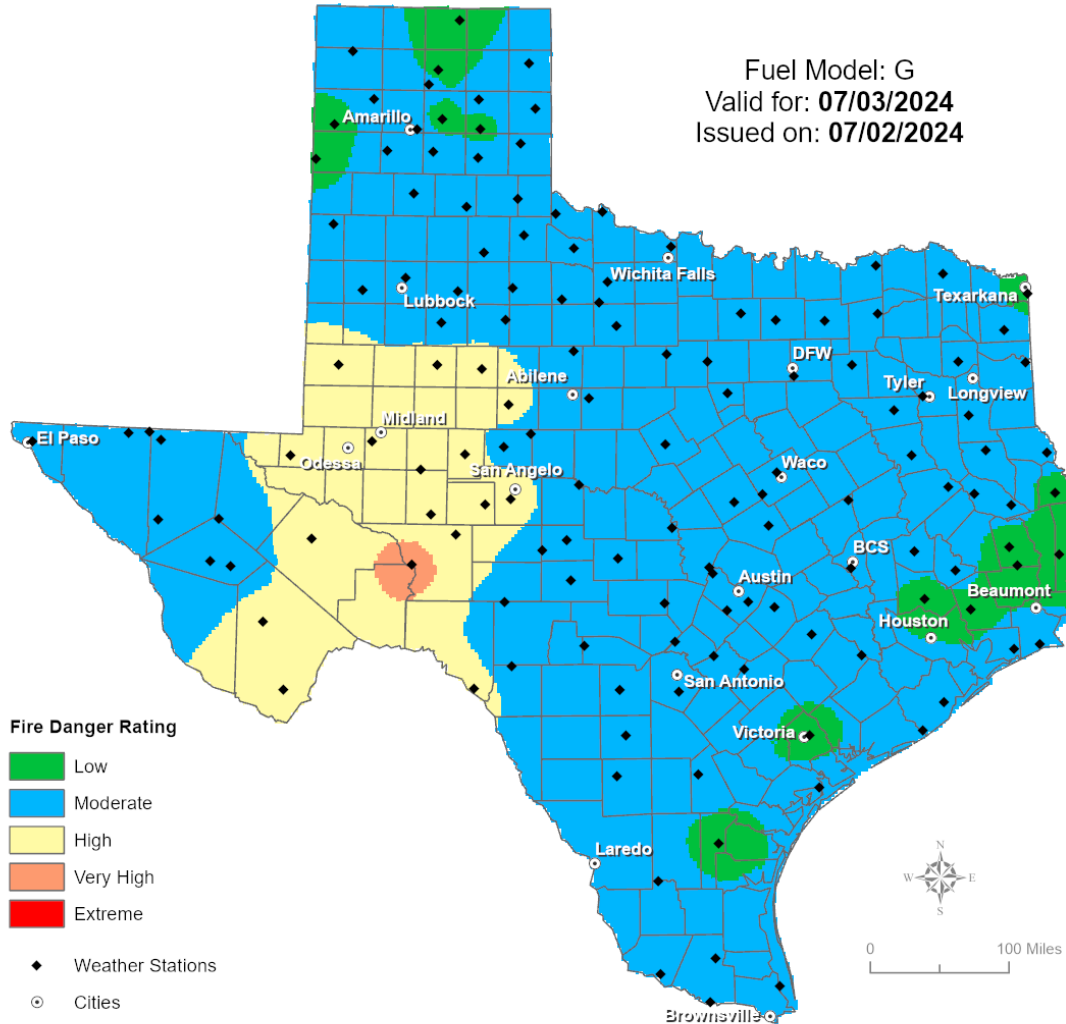 Fuel Model: G
Valid for: 07/03/2024
Issued on: 07/02/2024
Amarillo
Wichita Falls
Lubbock
Texarkana
DFW
Abilene
Tyler
Longview
Midland
El Paso
Odessa
San Angelo
Waco
BCS
Austin
Beaumont
Houston
San Antonio
Victoria
Laredo
Brownsville
Fire Danger Rating
Low
Moderate
High
Very High
Extreme
Weather Stations
Cities
N
W E
S
0 100 Miles